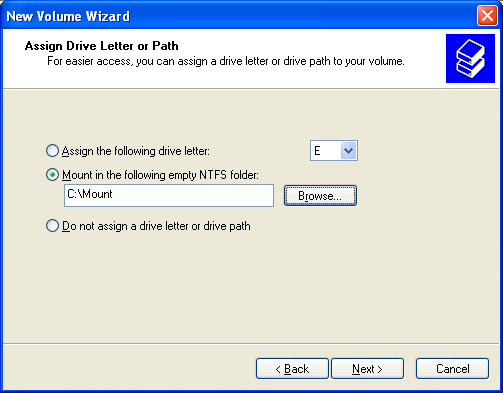 New Volume Wizard
Assign Drive Letter or Path
For easier access, you can assign a drive letter or drive path to your volume.
Assign the following drive letter: E
Mount in the following empty NTFS folder:
C:\Mount Browse...
Do not assign a drive letter or drive path
< Back Next > Cancel